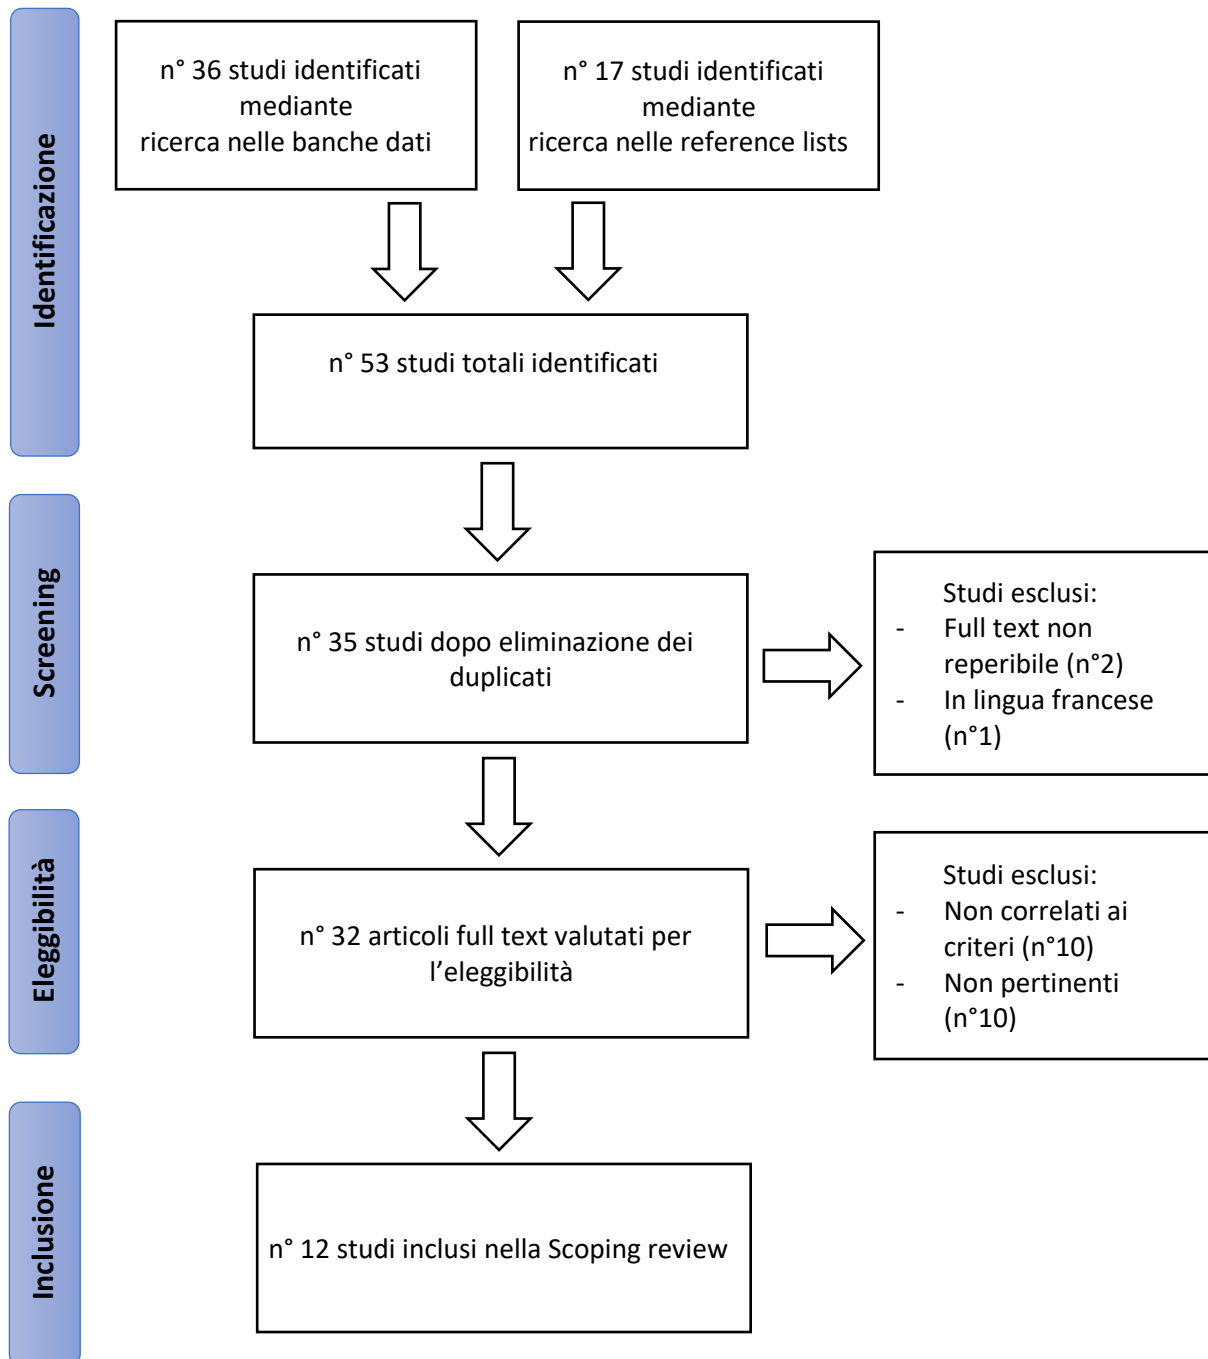 Identificazione
n° 36 studi identificati
mediante
ricerca nelle banche dati
n° 17 studi identificati
mediante
ricerca nelle reference lists
n° 53 studi totali identificati
Screening
n° 35 studi dopo eliminazione dei
duplicati
Studi esclusi:
- Full text non
reperibile (n°2)
- In lingua francese
(n°1)
Eleggibilità
n° 32 articoli full text valutati per
l’eleggibilità
Studi esclusi:
- Non correlati ai
criteri (n°10)
- Non pertinenti
(n°10)
Inclusione
n° 12 studi inclusi nella Scoping review